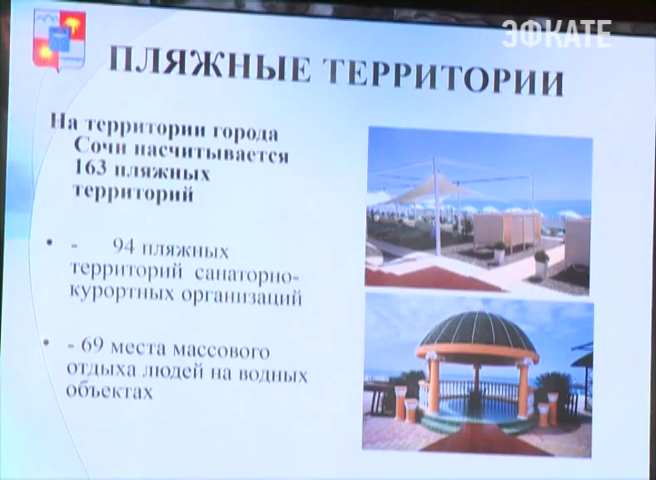 ЭФКАТЕ
ПЛЯЖНЫЕ ТЕРРИТОРИИ
На территории города
Сочи насчитывается
163 пляжных
территорий
• - 94 пляжных
территорий санаторно-
курортных организаций
• - 69 места массового
отдыха людей на водных
объектах